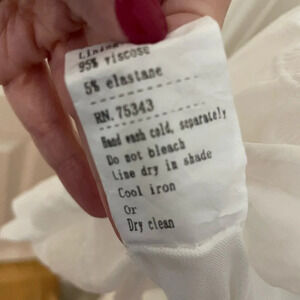 Lining
95% viscose
5% elastane
RN. 75343
Hand wash cold, separately
Do not bleach
Line dry in shade
Cool iron
Or
Dry clean